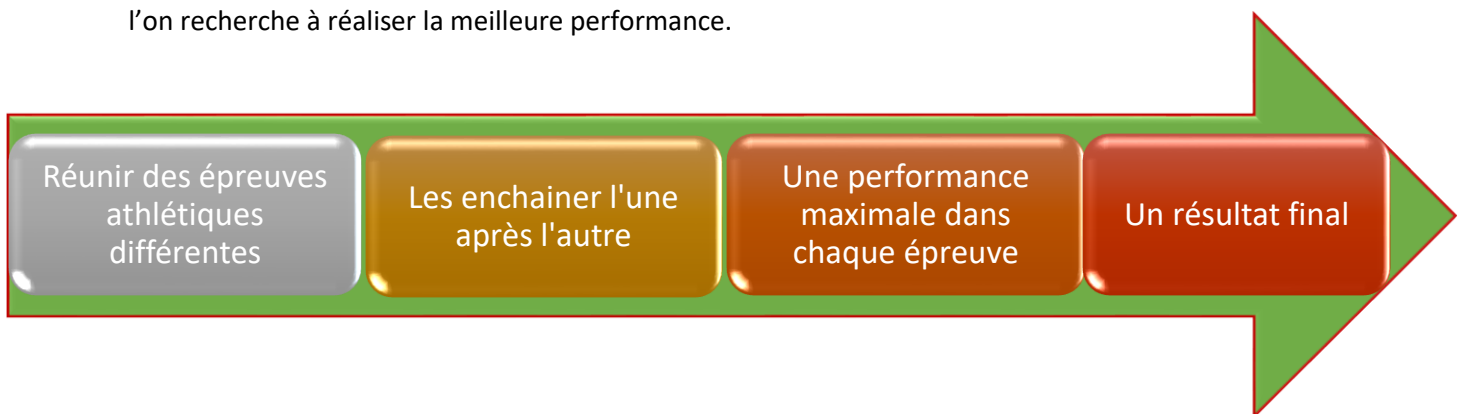 l’on recherche à réaliser la meilleure performance.
Réunir des épreuves
athlétiques
différentes
Les enchainer l'une
après l'autre
Une performance
maximale dans
chaque épreuve
Un résultat final